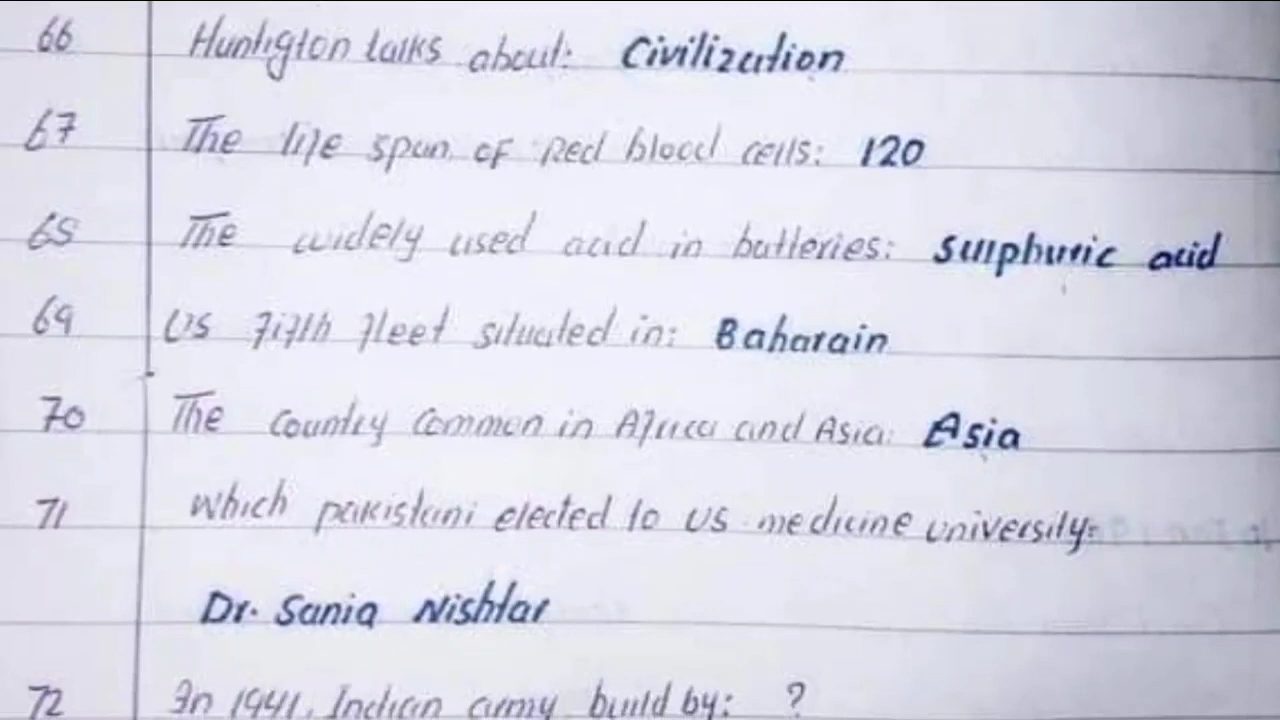 66 Huntigton talks about: Civilization
67 The life span of Red blood cells: 120
68 The widely used acid in batteries: Sulphuric acid
69 US Fifth fleet situated in: Baharain
70 The Country Common in Africa and Asia: Asia
71 Which pakistani elected to US medicine university:
Dr. Sania Nishtar
72 In 1941, Indian army build by: ?